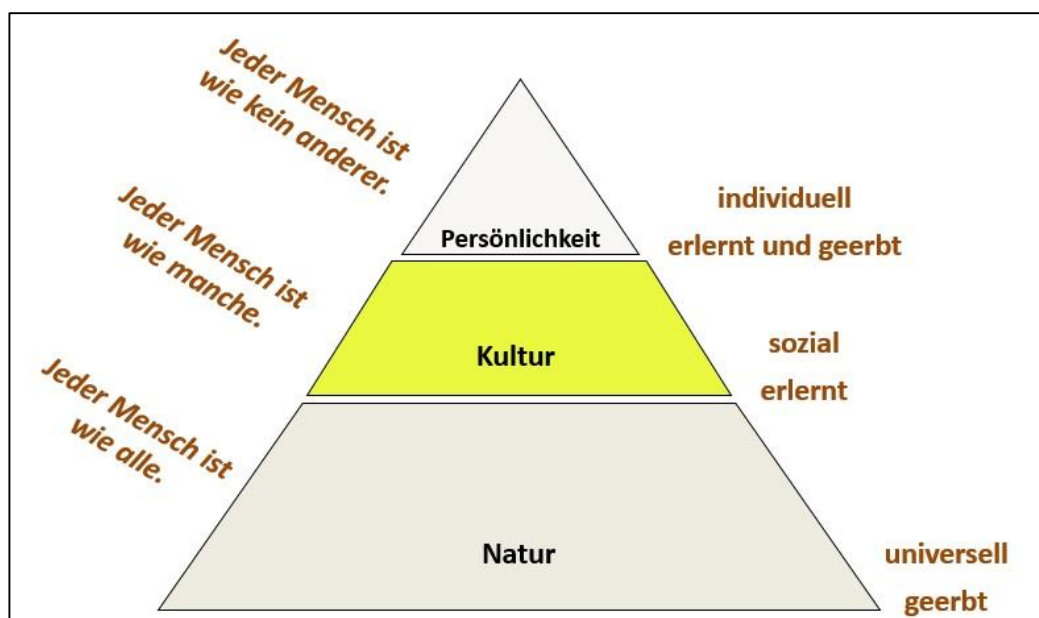 Jeder Mensch ist
wie kein anderer.
Persönlichkeit
individuell
erlernt und geerbt
Jeder Mensch ist
wie manche.
Kultur
sozial
erlernt
Jeder Mensch ist
wie alle.
Natur
universell
geerbt